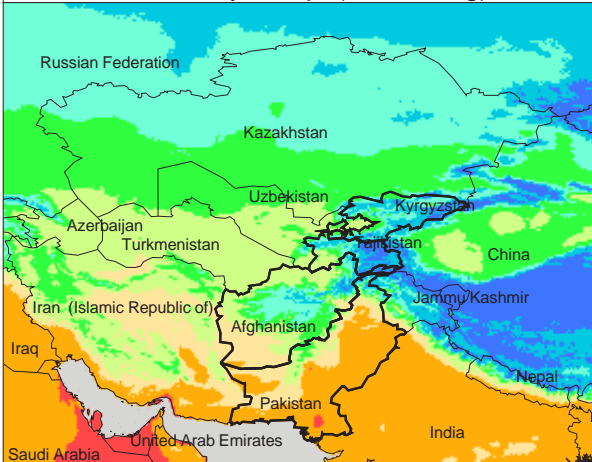 Russian Federation
Kazakhstan
Uzbekistan
Kyrgyzstan
Azerbaijan
Turkmenistan
Tajikistan
China
Iran (Islamic Republic of)
Jammu Kashmir
Afghanistan
Iraq
Nepal
Pakistan
India
United Arab Emirates
Saudi Arabia